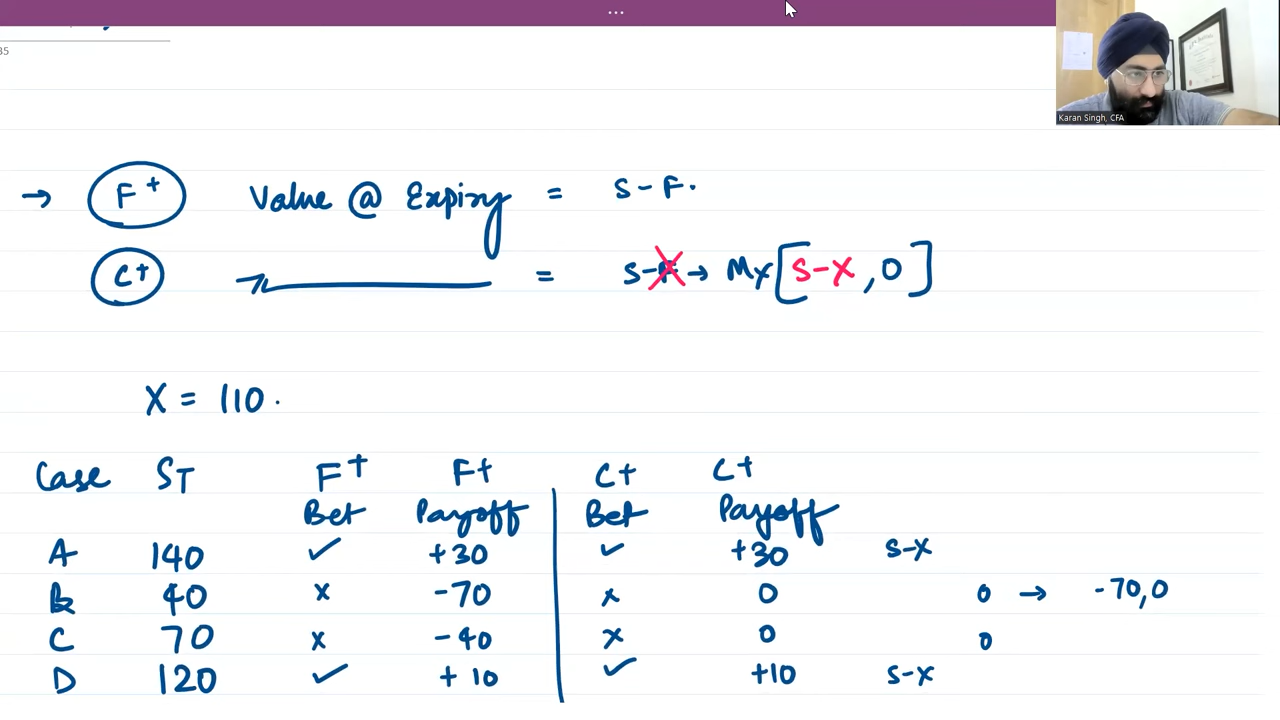 ...
35
Karan Singh, CFA
→ F+ Value @ Expiry = S-F.
C+ = S-F → Mx[S-X, 0]
X = 110.
Case ST F+ F+ C+ C+
Bet Payoff Bet Payoff
A 140 ✓ +30 ✓ +30 S-X
B 40 x -70 x 0 0 → -70,0
C 70 x -40 x 0 0
D 120 ✓ +10 ✓ +10 S-X